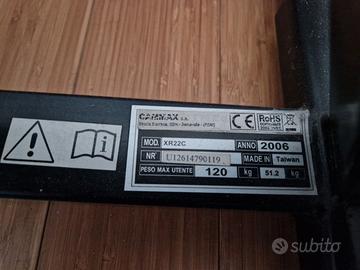 CAMMAX S.A.
CE
RoHS
MOD. XR22C ANNO 2006
NR U12614790119 MADE IN Taiwan
PESO MAX UTENTE 120 kg 51.2 kg
subito